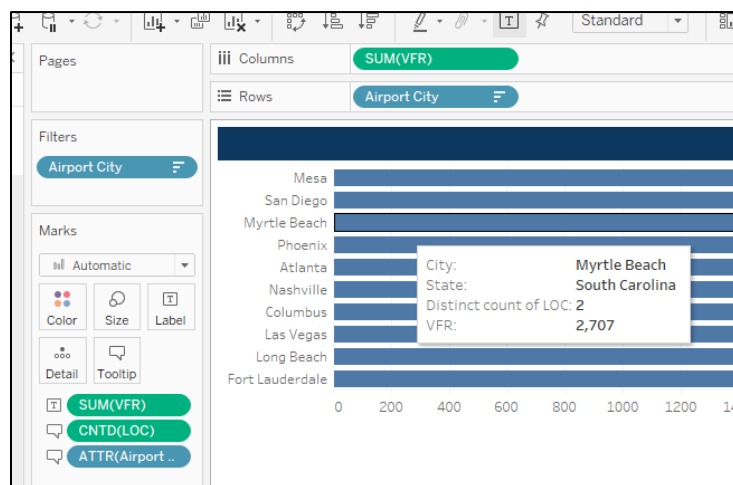 Standard
Pages
iii Columns
SUM(VFR)
Rows
Airport City
Filters
Airport City
Marks
Automatic
Color
Size
Label
Detail
Tooltip
SUM(VFR)
CNTD(LOC)
ATTR(Airport ..
Mesa
San Diego
Myrtle Beach
Phoenix
Atlanta
Nashville
Columbus
Las Vegas
Long Beach
Fort Lauderdale
City: Myrtle Beach
State: South Carolina
Distinct count of LOC: 2
VFR: 2,707
0 200 400 600 800 1000 1200